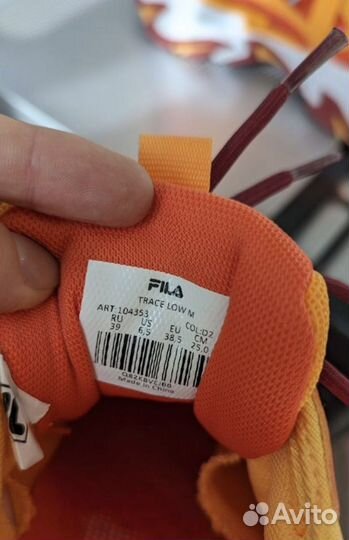 FILA
TRACE LOW M
ART:104353 COL:D2
RU US EU CM
39 6,5 38,5 25,0
Made in China
Avito